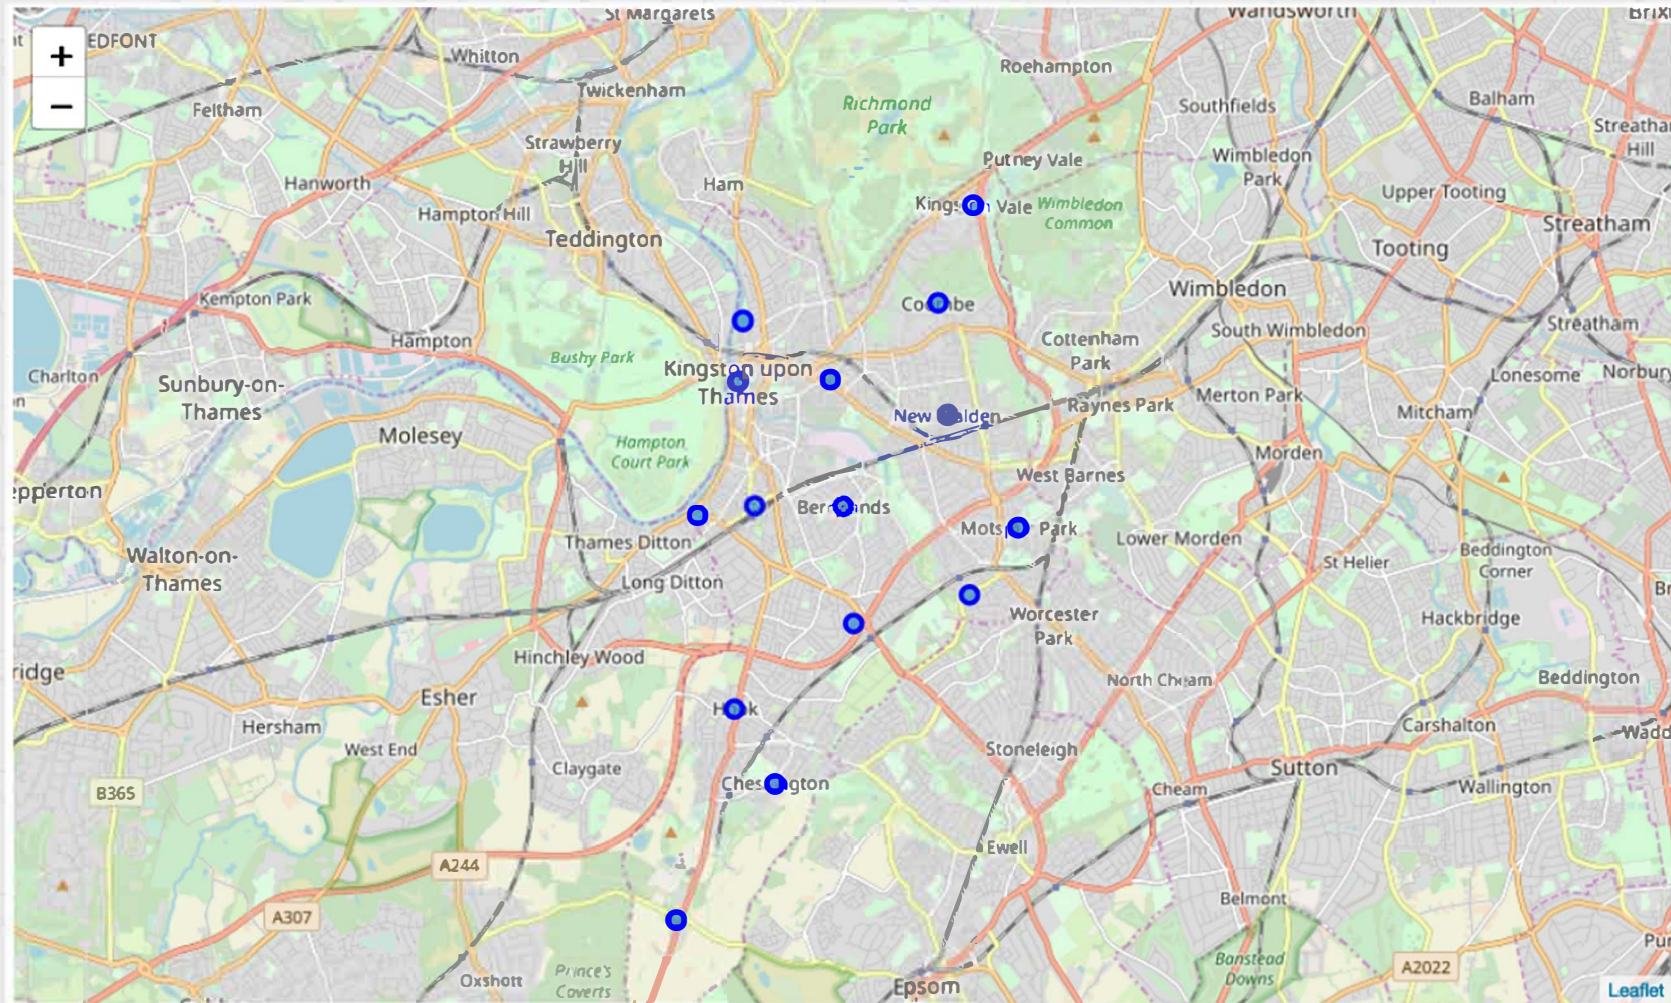 St Margarets
Wandsworth
EDFONT
Whitton
Roehampton
+
−
Feltham
Twickenham
Richmond
Park
Southfields
Balham
Strawberry
Hill
Streatham
Hill
Putney Vale
Wimbledon
Park
Hanworth
Ham
Upper Tooting
Hampton Hill
Vale
Wimbledon
Common
Streatham
Teddington
Tooting
Kempton Park
Wimbledon
Hampton
South Wimbledon
Streatham
Bushy Park
Cottenham
Park
Charlton
Sunbury-on-
Thames
Kingston upon
Thames
Lonesome
Norbury
Merton Park
Raynes Park
Mitcham
New
Molesey
Hampton
Court Park
Morden
West Barnes
epperton
Thames Ditton
Park
Lower Morden
Walton-on-
Thames
Long Ditton
St Helier
Beddington
Corner
Worcester
Park
Hackbridge
Hinchley Wood
ridge
Esher
North Cheam
Beddington
Hersham
West End
Carshalton
Stoneleigh
Claygate
Sutton
B365
Cheam
Wallington
Ewell
A244
A307
Belmont
Oxshott
Prince's
Coverts
Epsom
Banstead
Downs
A2022
Leaflet